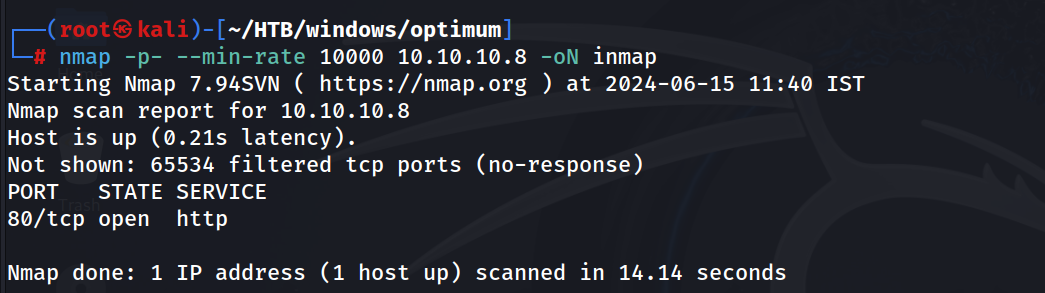 ┌──(root㉿kali)-[~/HTB/windows/optimum]
└─# nmap -p- --min-rate 10000 10.10.10.8 -oN inmap
Starting Nmap 7.94SVN ( https://nmap.org ) at 2024-06-15 11:40 IST
Nmap scan report for 10.10.10.8
Host is up (0.21s latency).
Not shown: 65534 filtered tcp ports (no-response)
PORT   STATE SERVICE
Trash
80/tcp open  http
Nmap done: 1 IP address (1 host up) scanned in 14.14 seconds